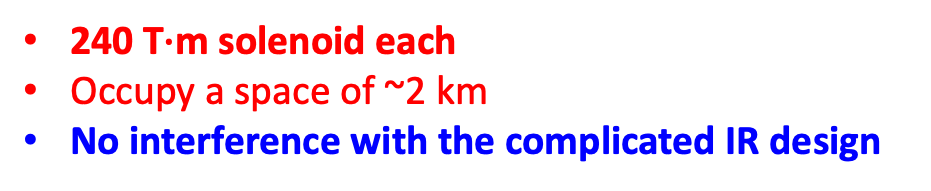 • 240 T·m solenoid each
• Occupy a space of ~2 km
• No interference with the complicated IR design